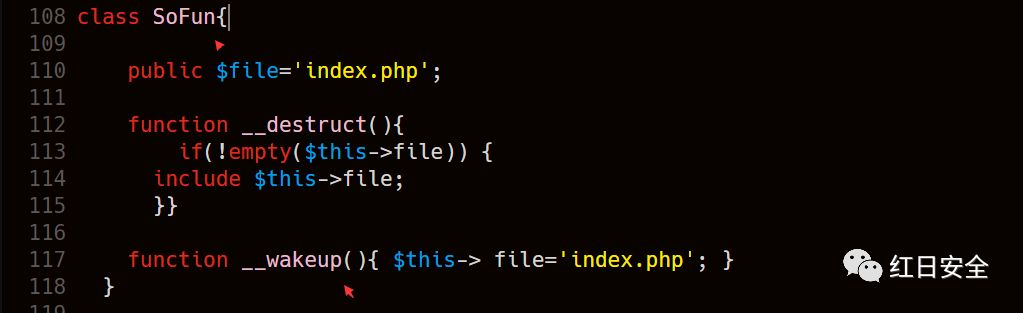 108 class SoFun{
109
110 public $file='index.php';
111
112 function __destruct(){
113 if(!empty($this->file)) {
114 include $this->file;
115 }}
116
117 function __wakeup(){ $this-> file='index.php'; }
118 }
红日安全